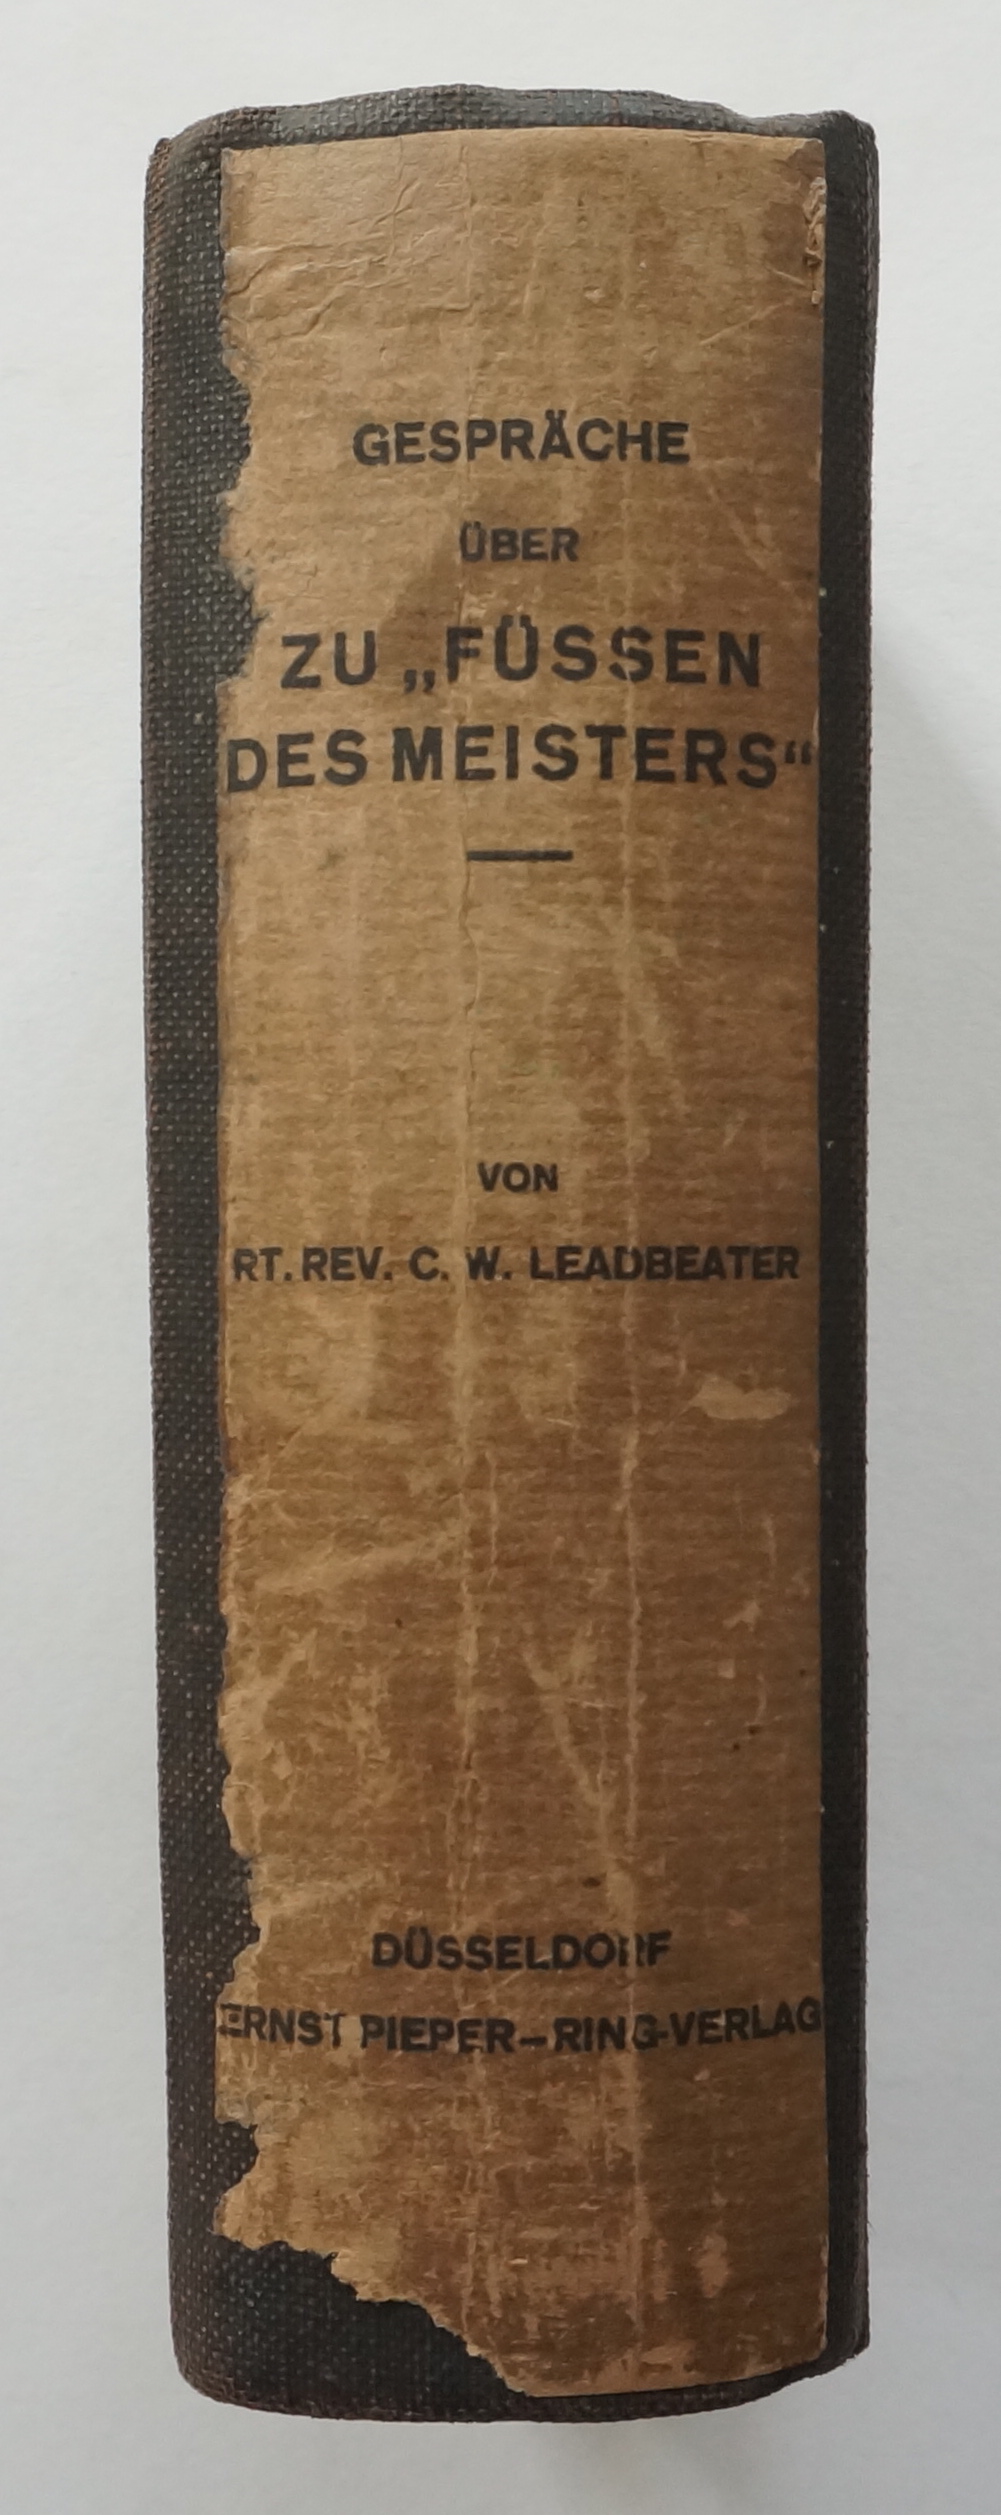 GESPRÄCHE
ÜBER
ZU „FÜSSEN
DES MEISTERS“
VON
RT. REV. C. W. LEADBEATER
DÜSSELDORF
ERNST PIEPER–RING-VERLAG